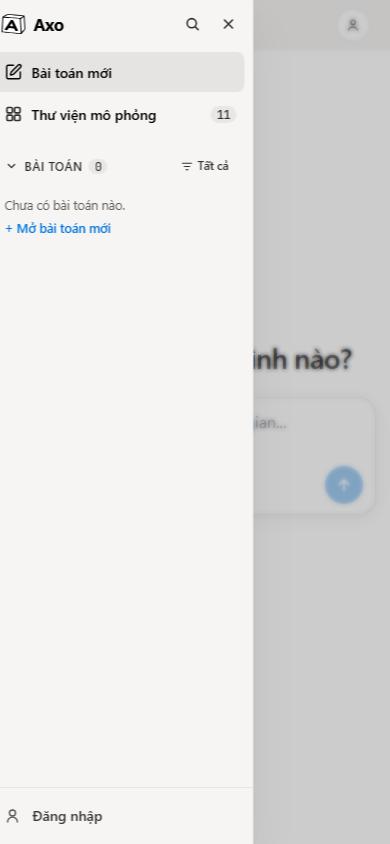 Axo
Bài toán mới
Thư viện mô phỏng 11
BÀI TOÁN 0 Tất cả
Chưa có bài toán nào.
+ Mở bài toán mới
nào?
Đăng nhập